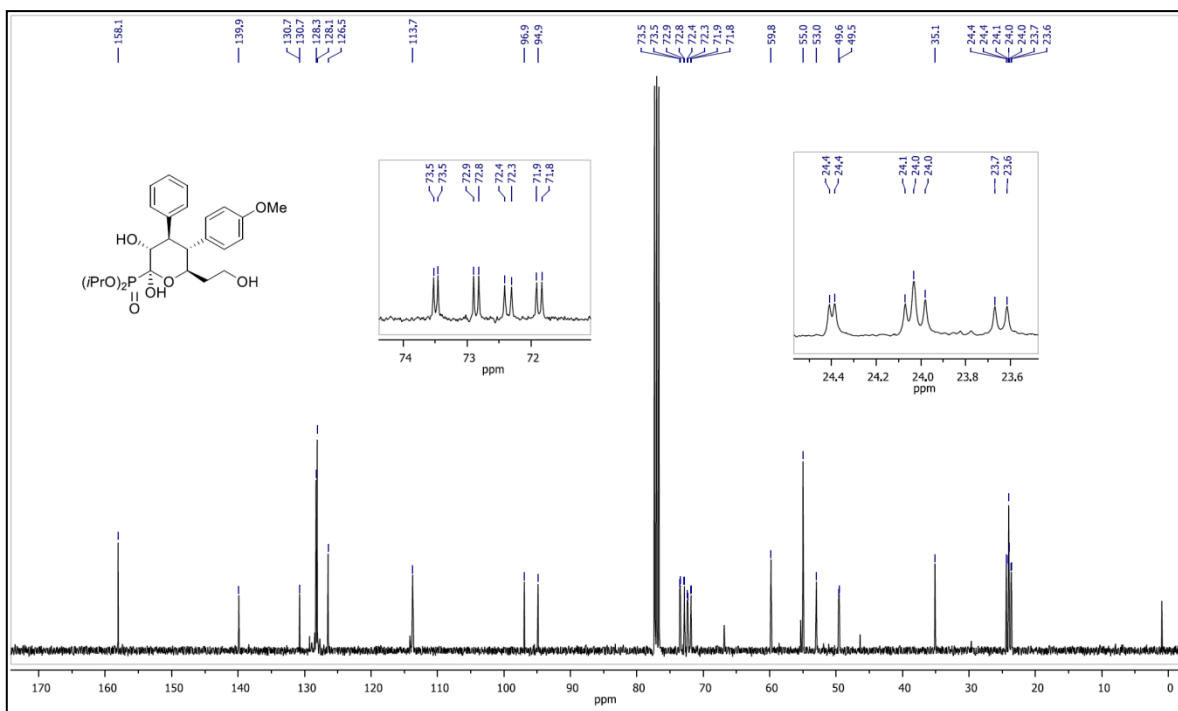 158.1 139.9 130.7 130.7 128.3 128.1 126.5 113.7 96.9 94.9 73.5 73.5 72.9 72.8 72.4 72.3 71.9 71.8 59.8 55.0 53.0 49.6 49.5 35.1 24.4 24.4 24.1 24.0 24.0 23.7 23.6
73.5 73.5 72.9 72.8 72.4 72.3 71.9 71.8
74 73 72
ppm
24.4 24.4 24.1 24.0 24.0 23.7 23.6
24.4 24.2 24.0 23.8 23.6
ppm
OMe
HO
(iPrO)2P
O
OH
O
OH
170 160 150 140 130 120 110 100 90 80 70 60 50 40 30 20 10 0
ppm